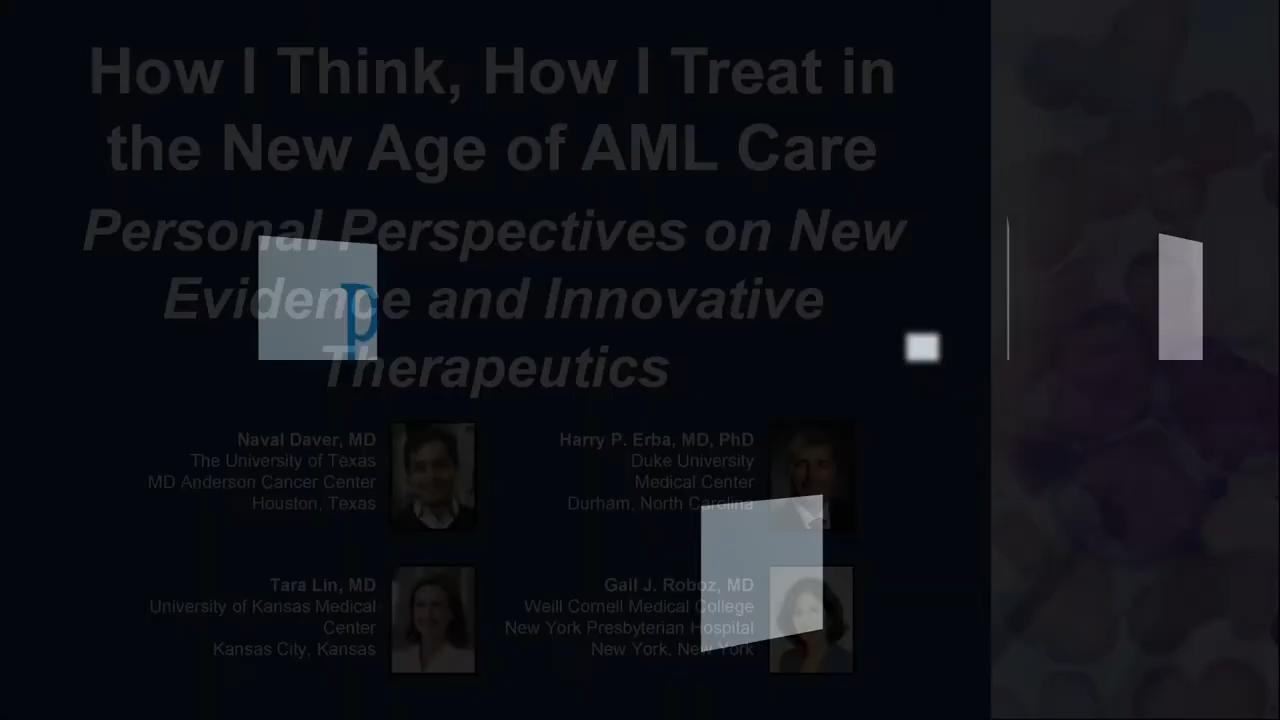 How I Think, How I Treat in
the New Age of AML Care
Personal Perspectives on New
Evidence and Innovative
Therapeutics
p
Naval Daver, MD
The University of Texas
MD Anderson Cancer Center
Houston, Texas
Harry P. Erba, MD, PhD
Duke University
Medical Center
Durham, North Carolina
Tara Lin, MD
University of Kansas Medical
Center
Kansas City, Kansas
Gail J. Roboz, MD
Weill Cornell Medical College
New York Presbyterian Hospital
New York, New York